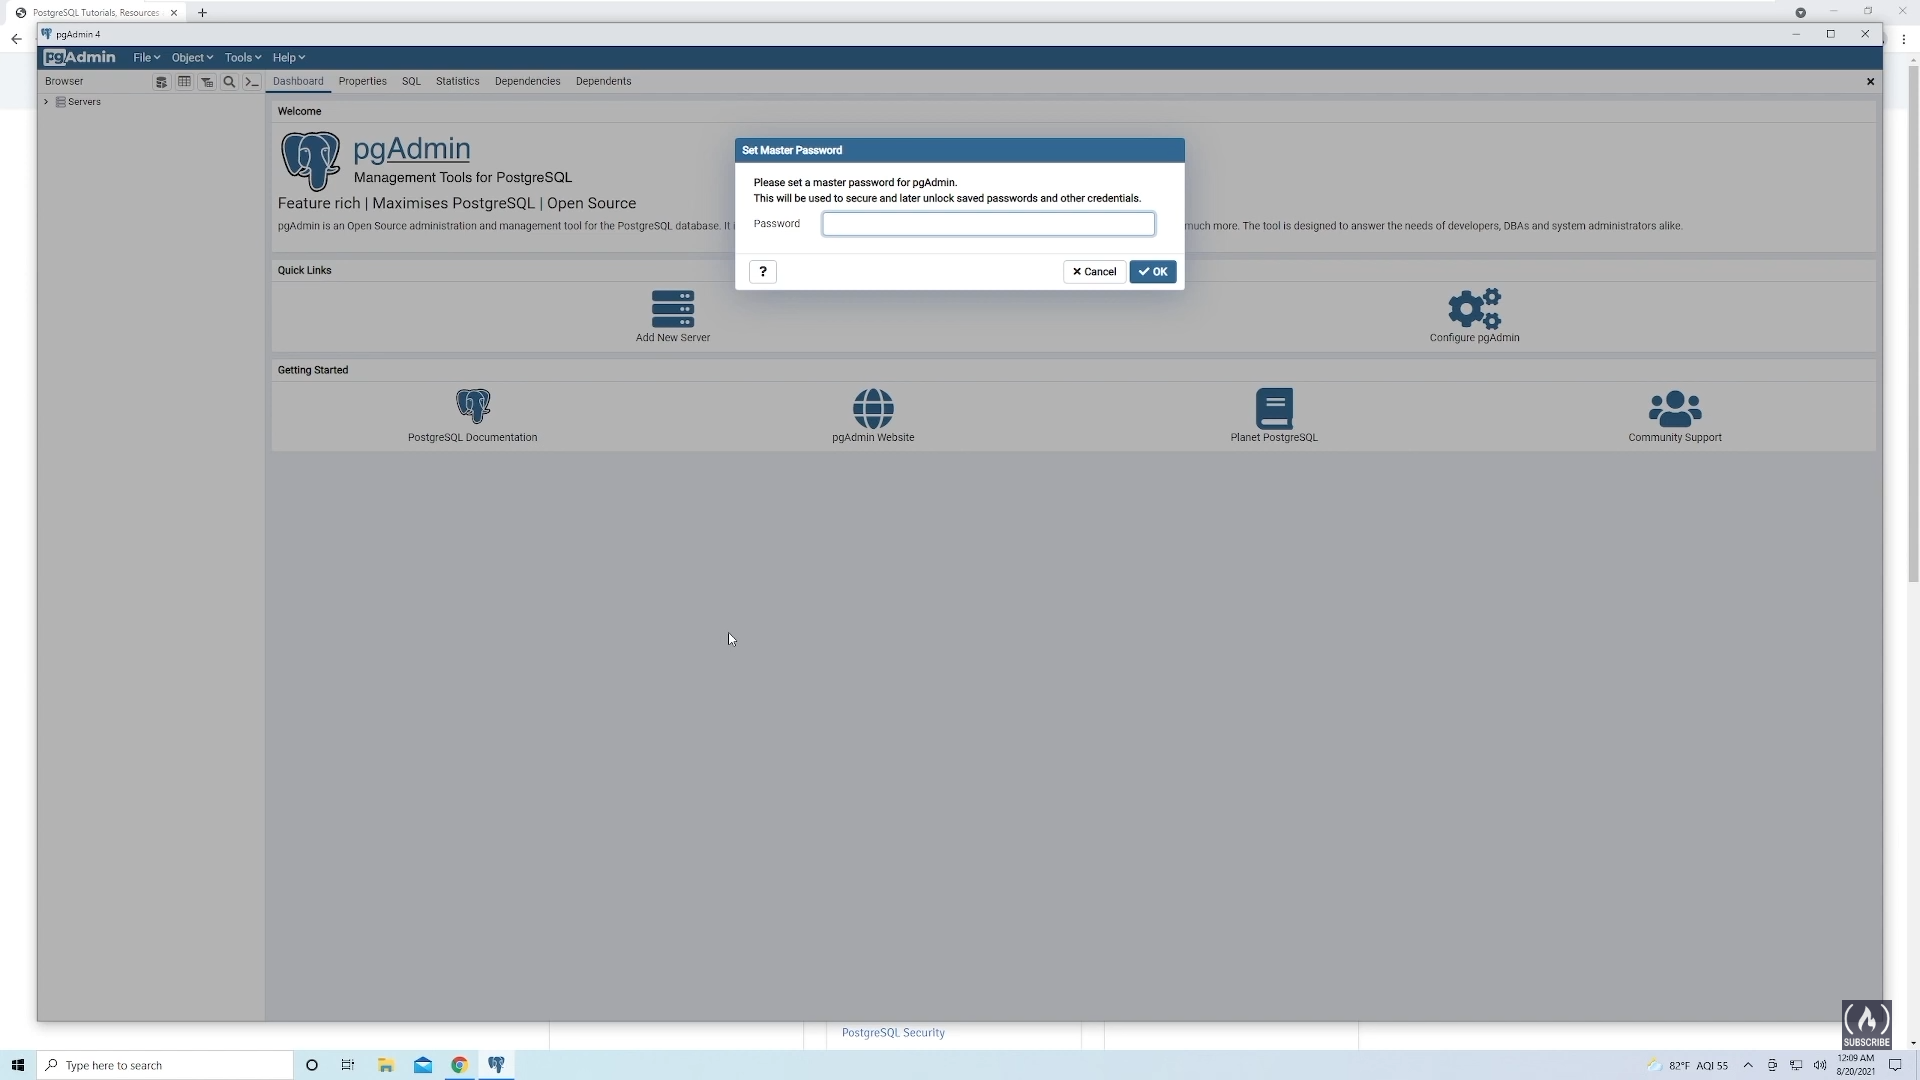 PostgreSQL Tutorials, Resources
pgAdmin 4
pgAdmin File Object Tools Help
Browser
Dashboard Properties SQL Statistics Dependencies Dependents
Servers
Welcome
pgAdmin
Management Tools for PostgreSQL
Feature rich | Maximises PostgreSQL | Open Source
pgAdmin is an Open Source administration and management tool for the PostgreSQL database. It i
much more. The tool is designed to answer the needs of developers, DBAs and system administrators alike.
Set Master Password
Please set a master password for pgAdmin.
This will be used to secure and later unlock saved passwords and other credentials.
Password
? Cancel OK
Quick Links
Add New Server
Configure pgAdmin
Getting Started
PostgreSQL Documentation
pgAdmin Website
Planet PostgreSQL
Community Support
PostgreSQL Security
SUBSCRIBE
Type here to search
82°F AQI 55
12:09 AM
8/20/2021